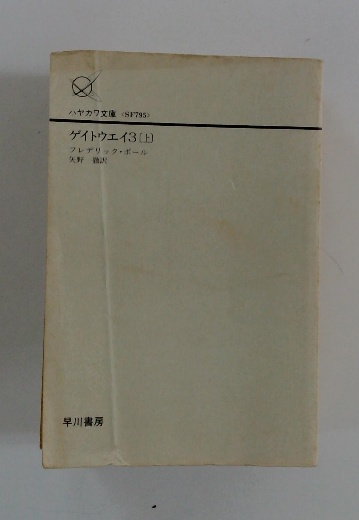 ハヤカワ文庫 〈SF795〉
ゲイトウエイ3〔上〕
フレデリック・ポール
矢野 徹訳
早川書房